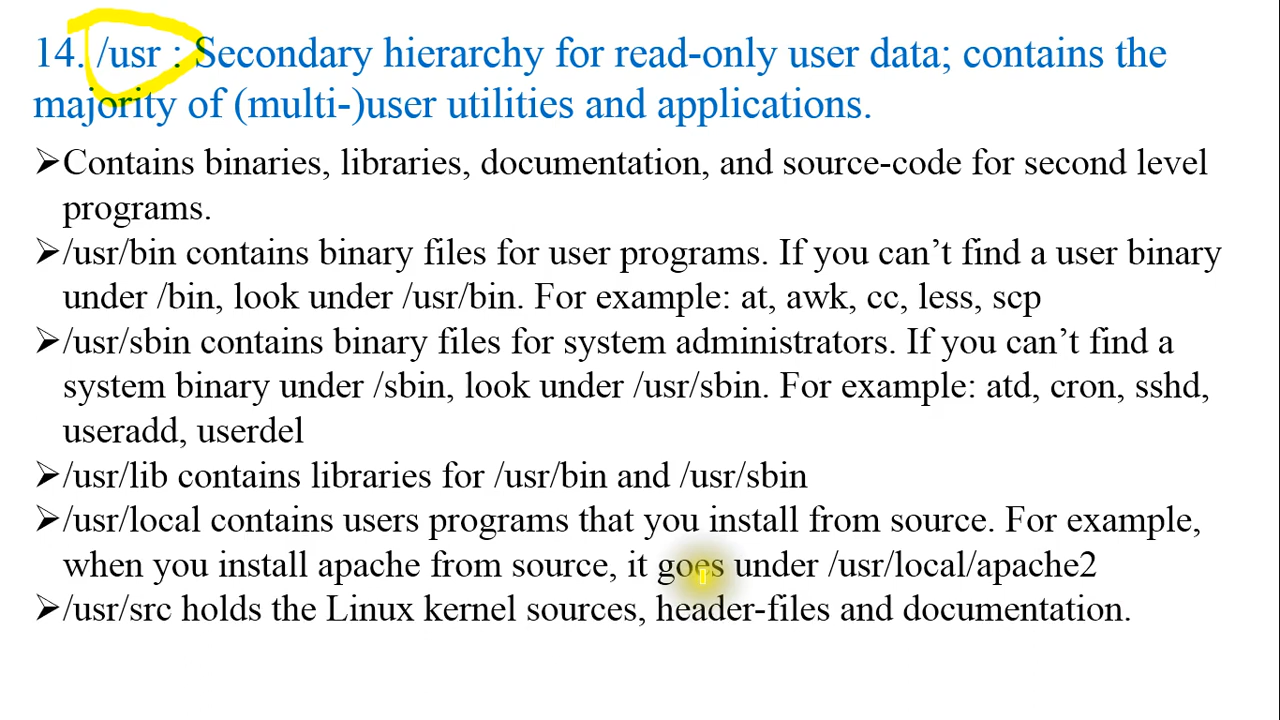 14. /usr : Secondary hierarchy for read-only user data; contains the
majority of (multi-)user utilities and applications.
➢Contains binaries, libraries, documentation, and source-code for second level
programs.
➢/usr/bin contains binary files for user programs. If you can’t find a user binary
under /bin, look under /usr/bin. For example: at, awk, cc, less, scp
➢/usr/sbin contains binary files for system administrators. If you can’t find a
system binary under /sbin, look under /usr/sbin. For example: atd, cron, sshd,
useradd, userdel
➢/usr/lib contains libraries for /usr/bin and /usr/sbin
➢/usr/local contains users programs that you install from source. For example,
when you install apache from source, it goes under /usr/local/apache2
➢/usr/src holds the Linux kernel sources, header-files and documentation.